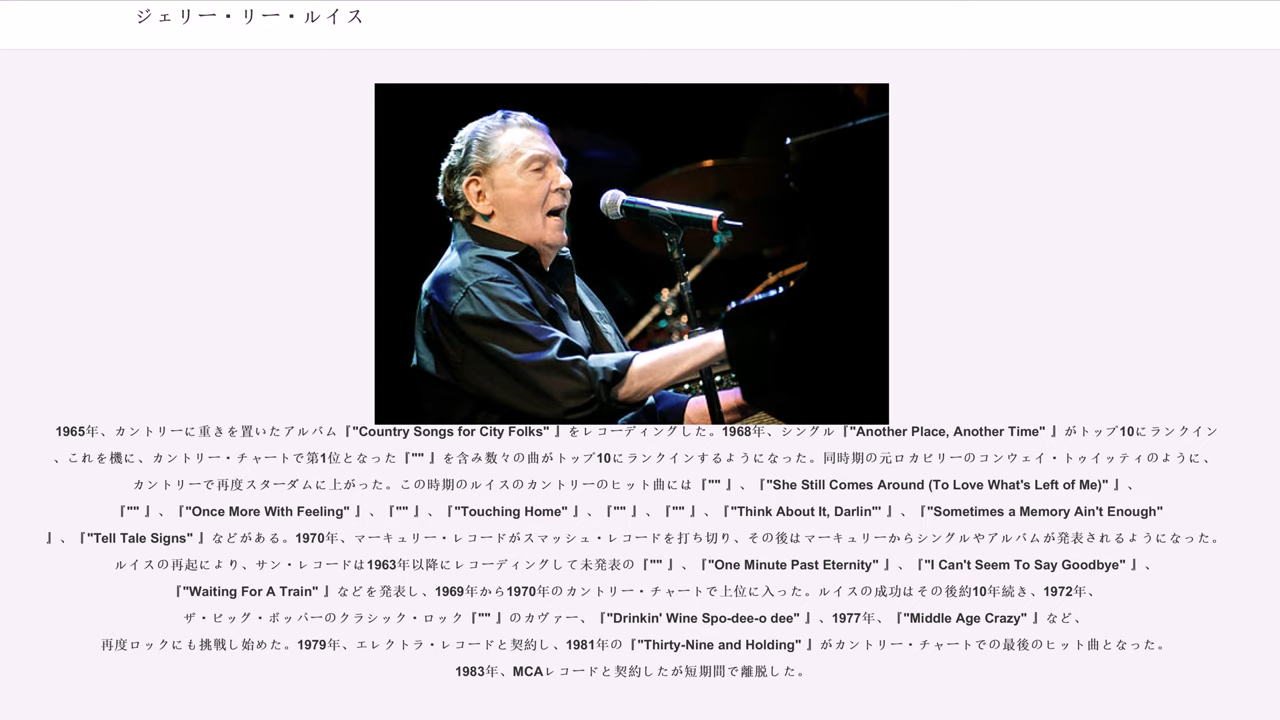 ジェリー・リー・ルイス
1965年、カントリーに重きを置いたアルバム『"Country Songs for City Folks" 』をレコーディングした。1968年、シングル『"Another Place, Another Time" 』がトップ10にランクイン
、これを機に、カントリー・チャートで第1位となった『"" 』を含み数々の曲がトップ10にランクインするようになった。同時期の元ロカビリーのコンウェイ・トゥイッティのように、
カントリーで再度スターダムに上がった。この時期のルイスのカントリーのヒット曲には『"" 』、『"She Still Comes Around (To Love What's Left of Me)" 』、
『"" 』、『"Once More With Feeling" 』、『"" 』、『"Touching Home" 』、『"" 』、『"" 』、『"Think About It, Darlin'" 』、『"Sometimes a Memory Ain't Enough"
』、『"Tell Tale Signs" 』などがある。1970年、マーキュリー・レコードがスマッシュ・レコードを打ち切り、その後はマーキュリーからシングルやアルバムが発表されるようになった。
ルイスの再起により、サン・レコードは1963年以降にレコーディングして未発表の『"" 』、『"One Minute Past Eternity" 』、『"I Can't Seem To Say Goodbye" 』、
『"Waiting For A Train" 』などを発表し、1969年から1970年のカントリー・チャートで上位に入った。ルイスの成功はその後約10年続き、1972年、
ザ・ビッグ・ボッパーのクラシック・ロック『"" 』のカヴァー、『"Drinkin' Wine Spo-dee-o dee" 』、1977年、『"Middle Age Crazy" 』など、
再度ロックにも挑戦し始めた。1979年、エレクトラ・レコードと契約し、1981年の『"Thirty-Nine and Holding" 』がカントリー・チャートでの最後のヒット曲となった。
1983年、MCAレコードと契約したが短期間で離脱した。